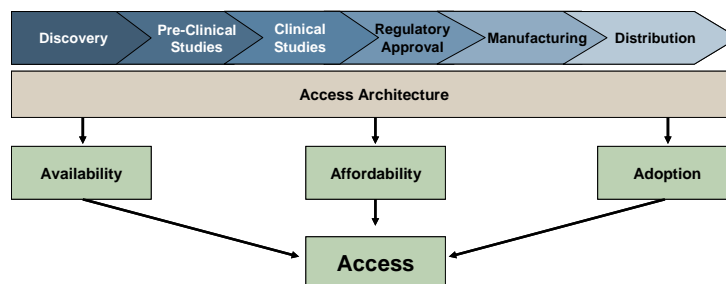 Discovery
Pre-Clinical
Studies
Clinical
Studies
Regulatory
Approval
Manufacturing
Distribution
Access Architecture
Availability
Affordability
Adoption
Access